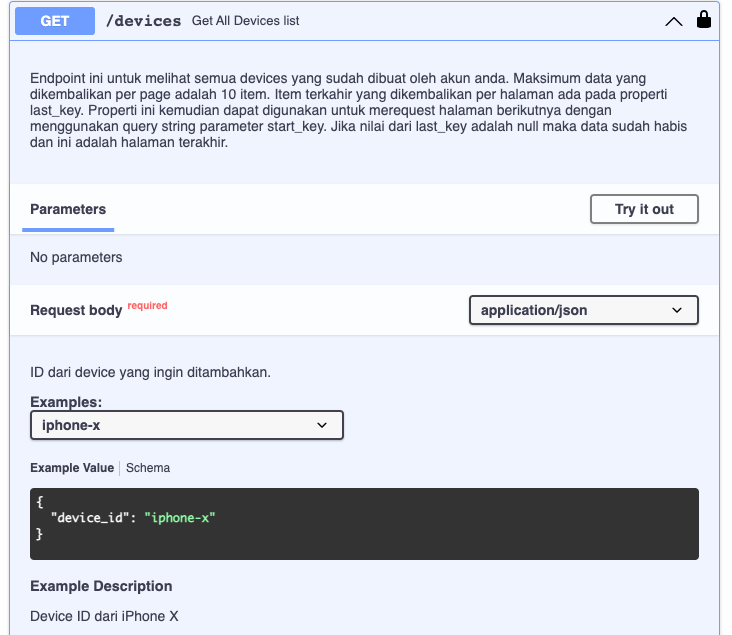 GET /devices Get All Devices list
Endpoint ini untuk melihat semua devices yang sudah dibuat oleh akun anda. Maksimum data yang
dikembalikan per page adalah 10 item. Item terkahir yang dikembalikan per halaman ada pada properti
last_key. Properti ini kemudian dapat digunakan untuk merequest halaman berikutnya dengan
menggunakan query string parameter start_key. Jika nilai dari last_key adalah null maka data sudah habis
dan ini adalah halaman terakhir.
Parameters Try it out
No parameters
Request body required application/json
ID dari device yang ingin ditambahkan.
Examples:
iphone-x
Example Value Schema
{
"device_id": "iphone-x"
}
Example Description
Device ID dari iPhone X